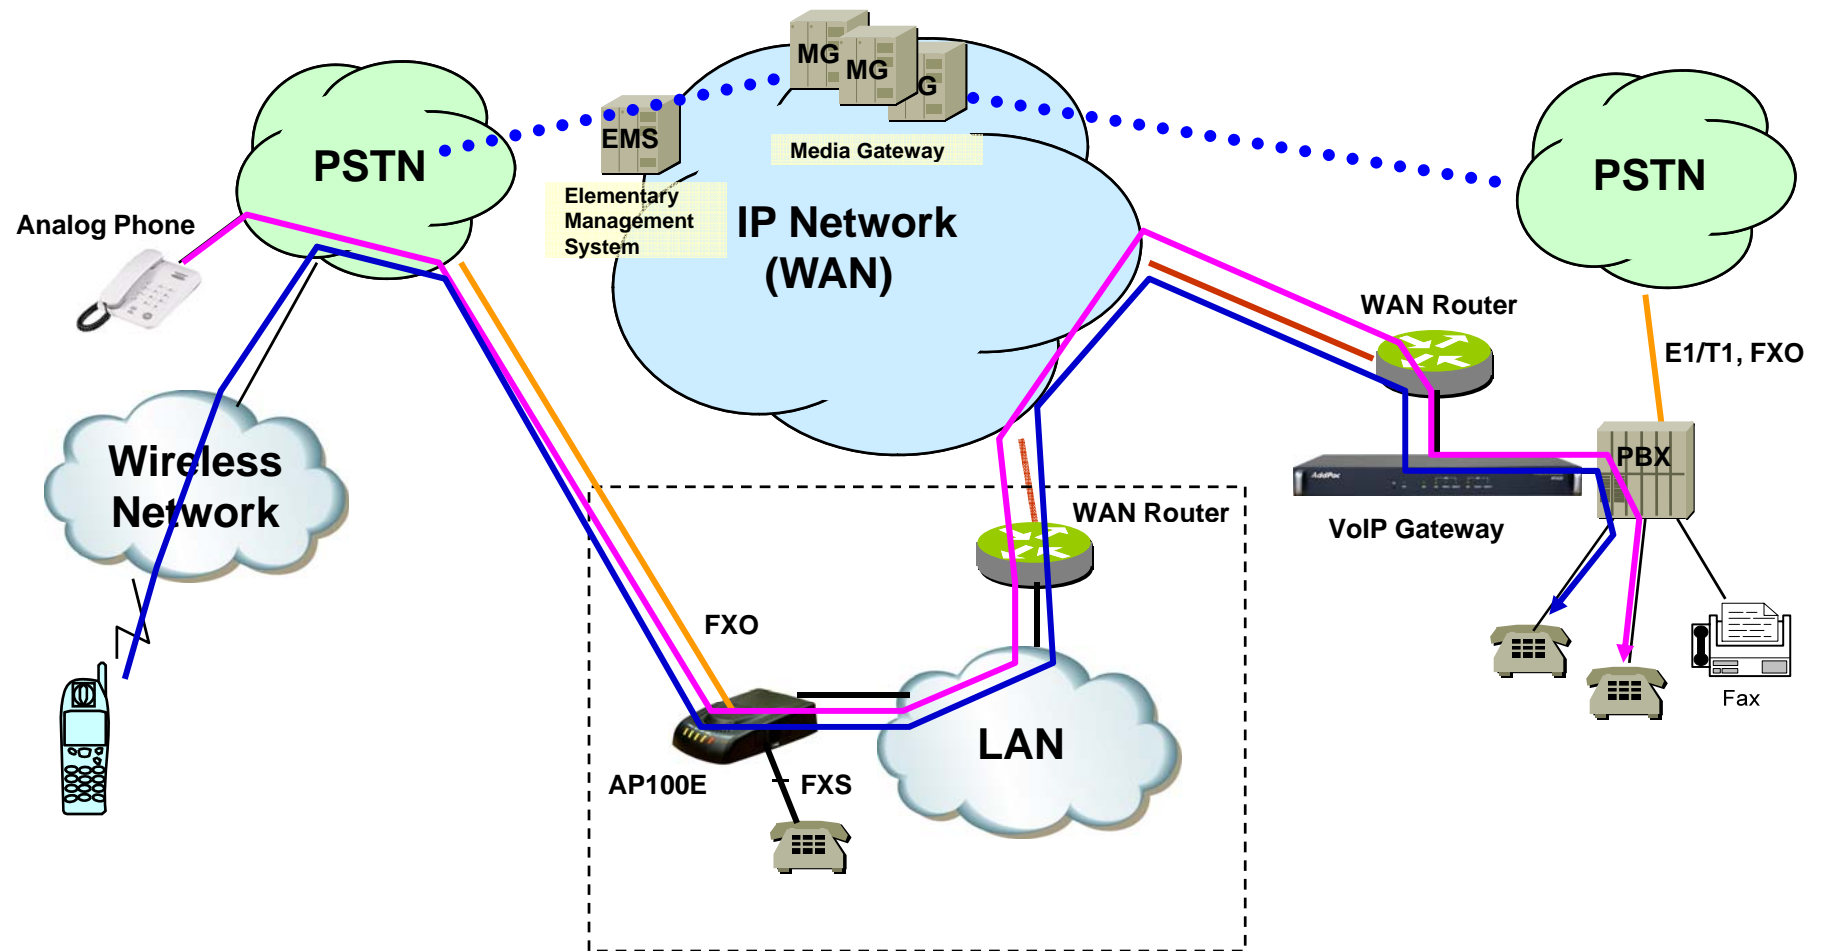 MG
MG
G
EMS
Media Gateway
PSTN
PSTN
Elementary
Management
System
IP Network
(WAN)
Analog Phone
WAN Router
E1/T1, FXO
Wireless
Network
PBX
AddPac
VoIP Gateway
WAN Router
FXO
Fax
LAN
AP100E
FXS